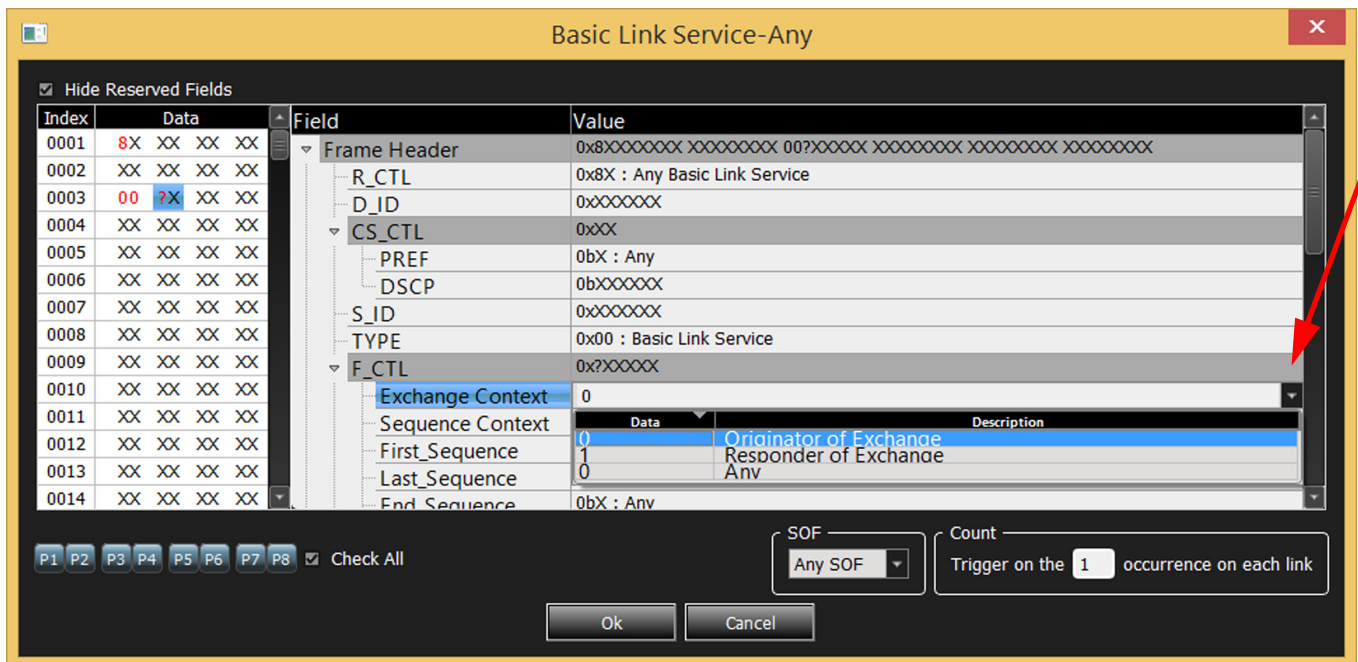 Basic Link Service-Any
x
Hide Reserved Fields
Index Data Field Value
0001 8X XX XX XX Frame Header 0x8XXXXXXX XXXXXXXX 00?XXXXX XXXXXXXX XXXXXXXX XXXXXXXX
0002 XX XX XX XX R_CTL 0x8X : Any Basic Link Service
0003 00 ?X XX XX D_ID 0xXXXXXX
0004 XX XX XX XX CS_CTL 0xXX
0005 XX XX XX XX PREF 0bX : Any
0006 XX XX XX XX DSCP 0bXXXXXX
0007 XX XX XX XX S_ID 0xXXXXXX
0008 XX XX XX XX TYPE 0x00 : Basic Link Service
0009 XX XX XX XX F_CTL 0x?XXXXX
0010 XX XX XX XX Exchange Context 0
0011 XX XX XX XX Sequence Context Data Description
0 Originator of Exchange
0012 XX XX XX XX First_Sequence 1 Responder of Exchange
0013 XX XX XX XX Last_Sequence 0 Any
0014 XX XX XX XX End_Sequence 0bX : Any
SOF Count
P1 P2 P3 P4 P5 P6 P7 P8 Check All Any SOF Trigger on the 1 occurrence on each link
Ok Cancel